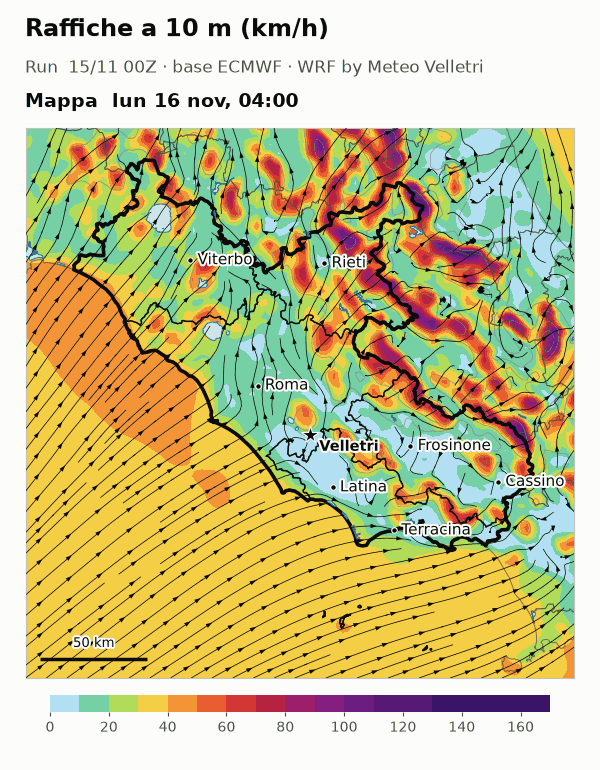 Raffiche a 10 m (km/h)
Run  15/11 00Z · base ECMWF · WRF by Meteo Velletri
Mappa  lun 16 nov, 04:00
Viterbo
Rieti
Roma
Velletri
Frosinone
Latina
Cassino
Terracina
50 km
0 20 40 60 80 100 120 140 160